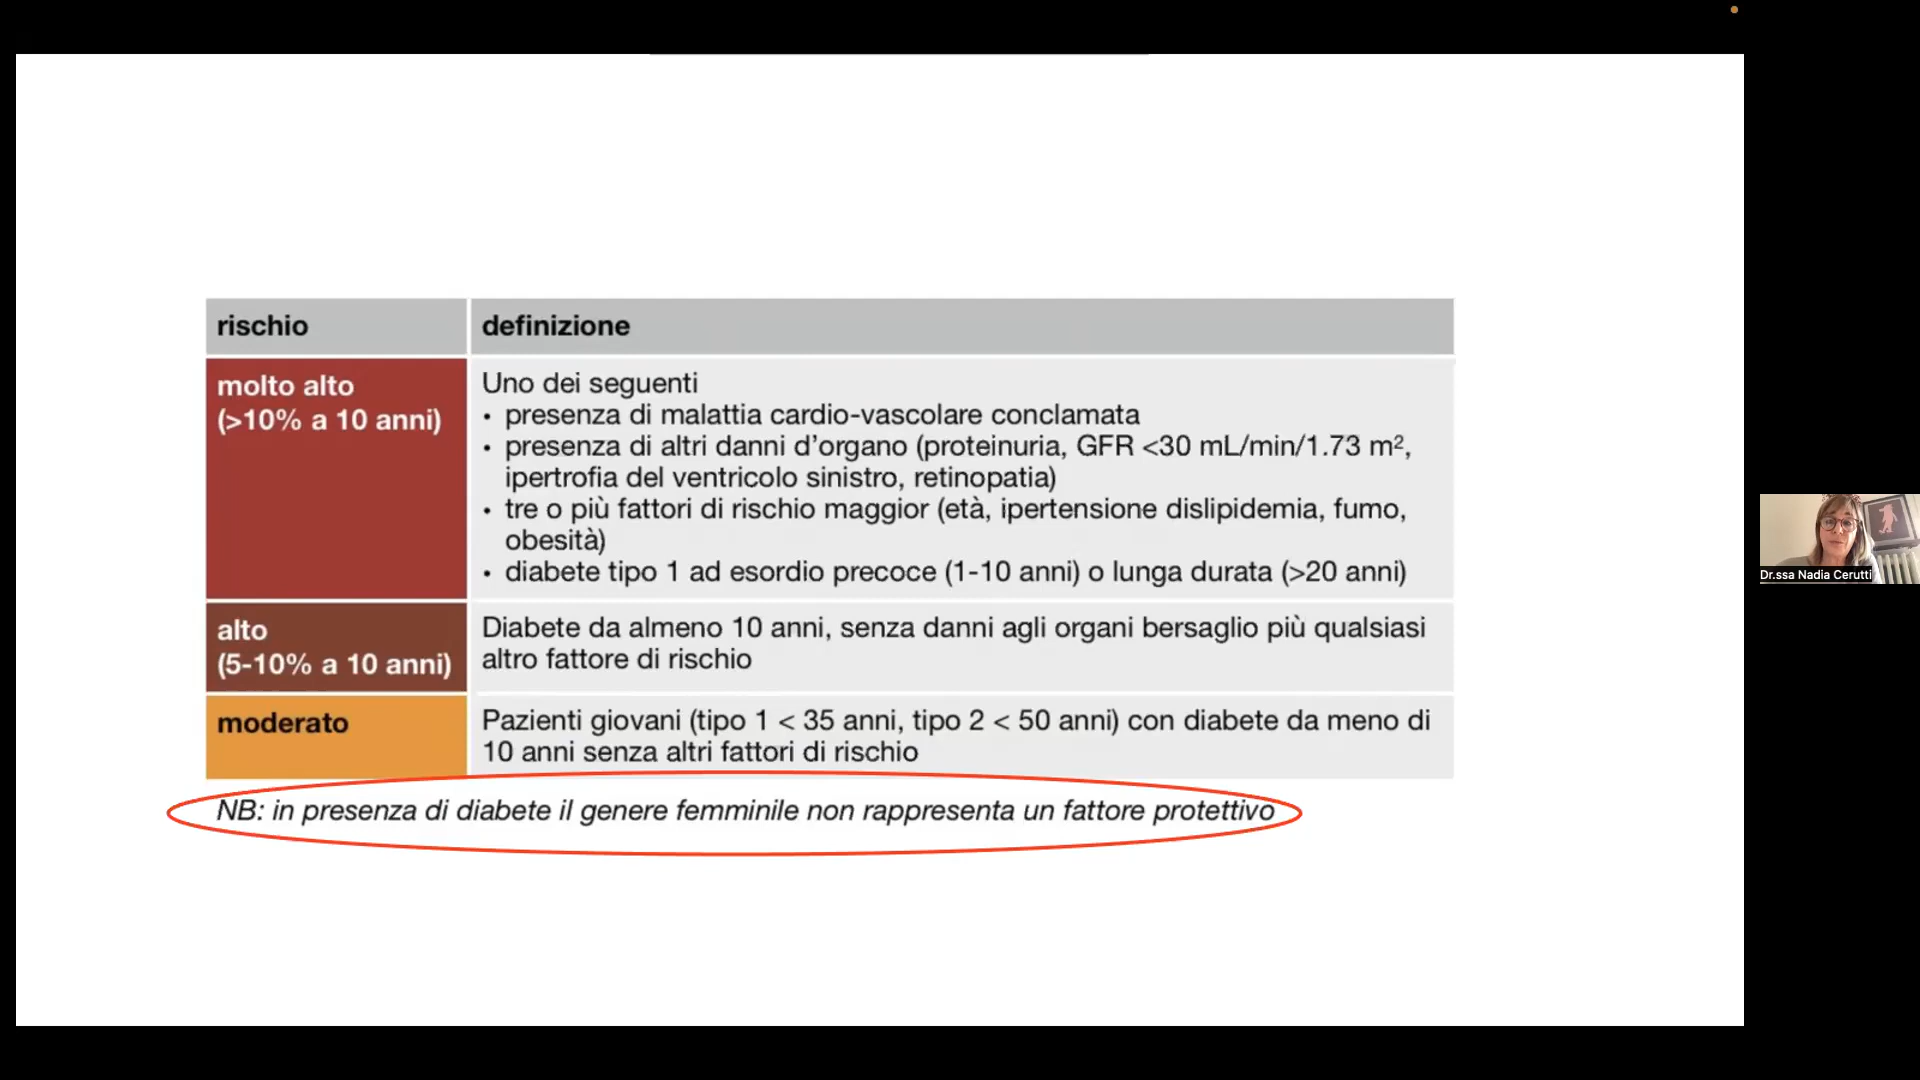 rischio
definizione
molto alto
(>10% a 10 anni)
Uno dei seguenti
• presenza di malattia cardio-vascolare conclamata
• presenza di altri danni d’organo (proteinuria, GFR <30 mL/min/1.73 m²,
ipertrofia del ventricolo sinistro, retinopatia)
• tre o più fattori di rischio maggior (età, ipertensione dislipidemia, fumo,
obesità)
• diabete tipo 1 ad esordio precoce (1-10 anni) o lunga durata (>20 anni)
alto
(5-10% a 10 anni)
Diabete da almeno 10 anni, senza danni agli organi bersaglio più qualsiasi
altro fattore di rischio
moderato
Pazienti giovani (tipo 1 < 35 anni, tipo 2 < 50 anni) con diabete da meno di
10 anni senza altri fattori di rischio
NB: in presenza di diabete il genere femminile non rappresenta un fattore protettivo
Dr.ssa Nadia Cerutti